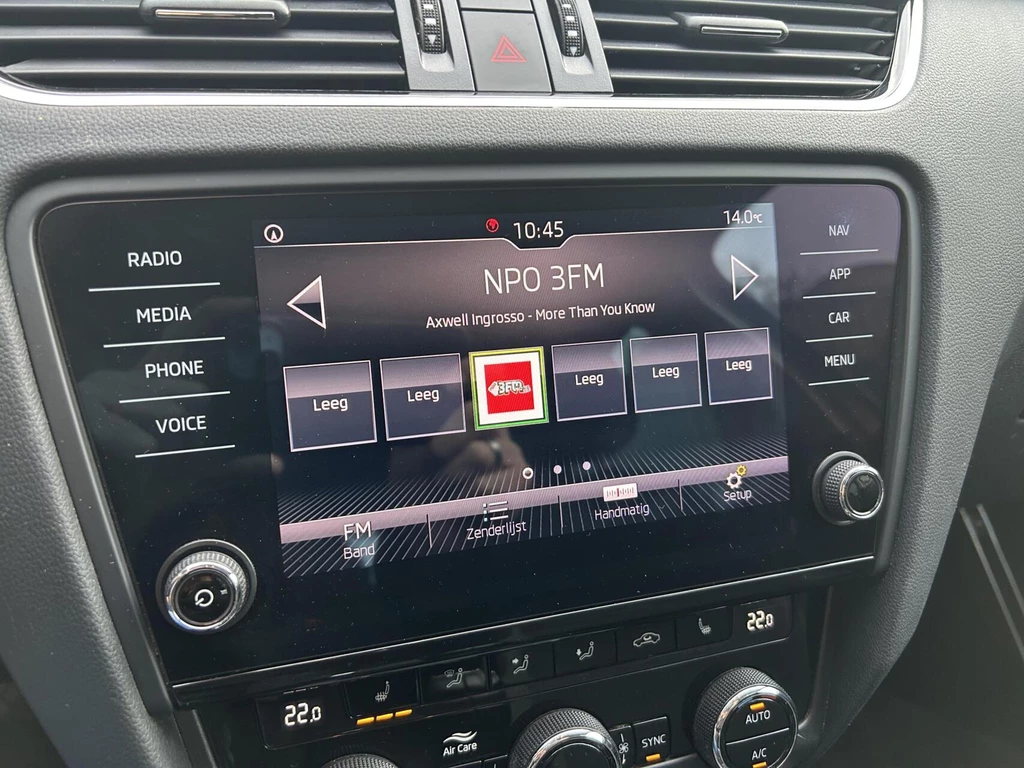 10:45
14.0°C
RADIO
MEDIA
PHONE
VOICE
NPO 3FM
Axwell Ingrosso - More Than You Know
Leeg
Leeg
3FM
Leeg
Leeg
Leeg
FM
Band
Zenderlijst
Handmatig
Setup
NAV
APP
CAR
MENU
22.0
Air Care
SYNC
22.0
AUTO
A/C